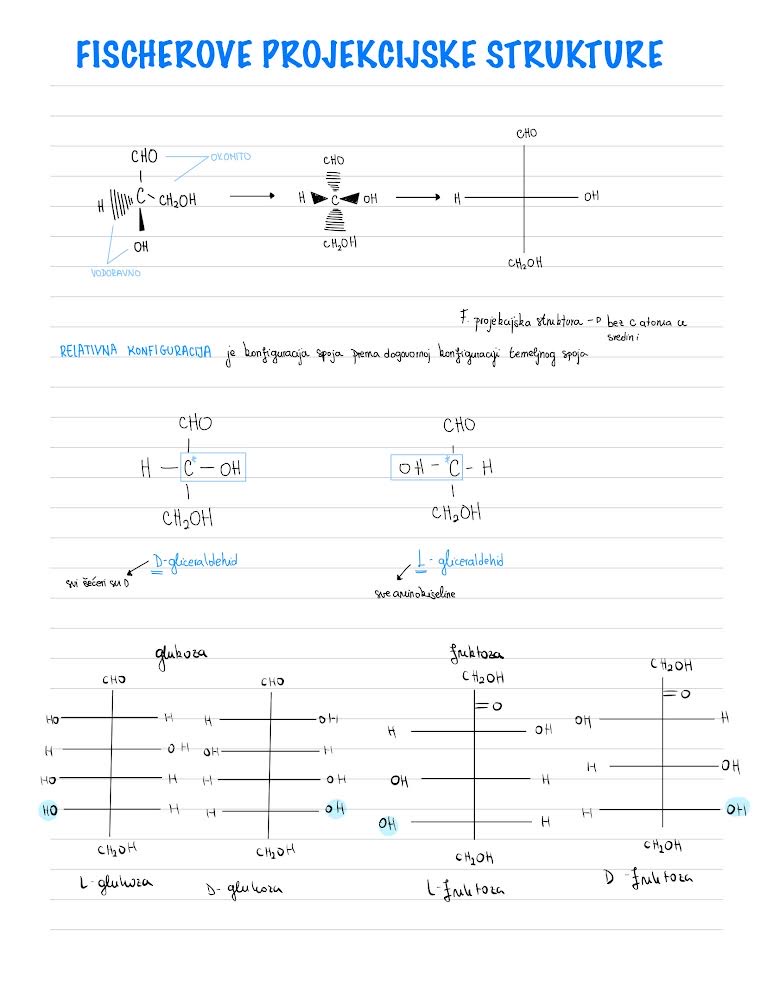 FISCHEROVE PROJEKCIJSKE STRUKTURE
CHO OKOMITO
H C CH₂OH
OH
VODORAVNO
CHO
H C OH
CH₂OH
CHO
H OH
CH₂OH
F. projekcijska struktura → bez C atoma u
sredini
RELATIVNA KONFIGURACIJA je konfiguracija spoja prema dogovornoj konfiguraciji temeljnog spoja
CHO
H – C* – OH
CH₂OH
D-gliceraldehid
svi šećeri su D
CHO
OH – C* – H
CH₂OH
L - gliceraldehid
sve aminokiseline
glukoza
CHO
HO H
H OH
HO H
HO H
CH₂OH
L-glukoza
CHO
H OH
OH H
H OH
H OH
CH₂OH
D-glukoza
fruktoza
CH₂OH
=O
H OH
OH H
OH H
CH₂OH
L-fruktoza
CH₂OH
=O
OH H
H OH
H OH
CH₂OH
D-fruktoza